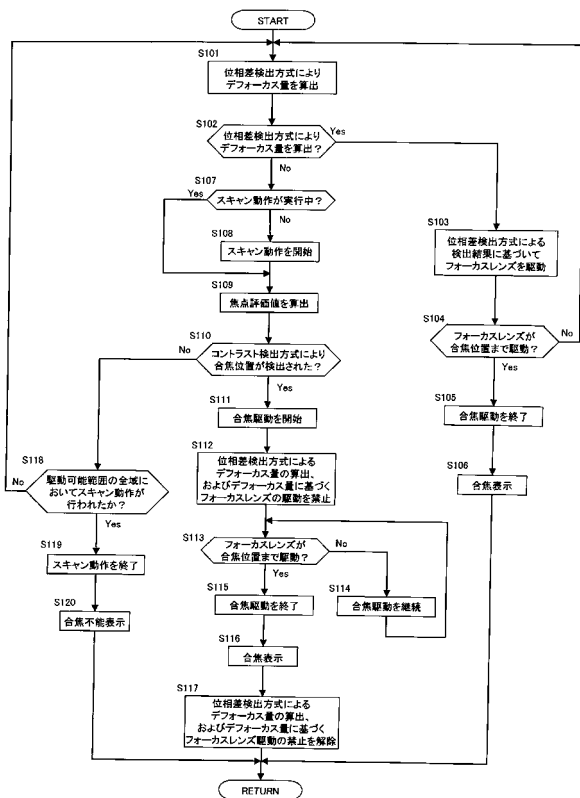 START
S101
位相差検出方式により
デフォーカス量を算出
S102
位相差検出方式により
デフォーカス量を算出？
Yes
No
S107
Yes
スキャン動作が実行中？
No
S108
スキャン動作を開始
S109
焦点評価値を算出
S110
No
コントラスト検出方式により
合焦位置が検出された？
Yes
S111
合焦駆動を開始
S112
位相差検出方式による
デフォーカス量の算出、
およびデフォーカス量に基づく
フォーカスレンズの駆動を禁止
S113
フォーカスレンズが
合焦位置まで駆動？
No
Yes
S114
合焦駆動を継続
S115
合焦駆動を終了
S116
合焦表示
S117
位相差検出方式による
デフォーカス量の算出、
およびデフォーカス量に基づく
フォーカスレンズ駆動の禁止を解除
S103
位相差検出方式による
検出結果に基づいて
フォーカスレンズを駆動
S104
フォーカスレンズが
合焦位置まで駆動？
No
Yes
S105
合焦駆動を終了
S106
合焦表示
S118
駆動可能範囲の全域に
おいてスキャン動作が
行われたか？
No
Yes
S119
スキャン動作を終了
S120
合焦不能表示
RETURN